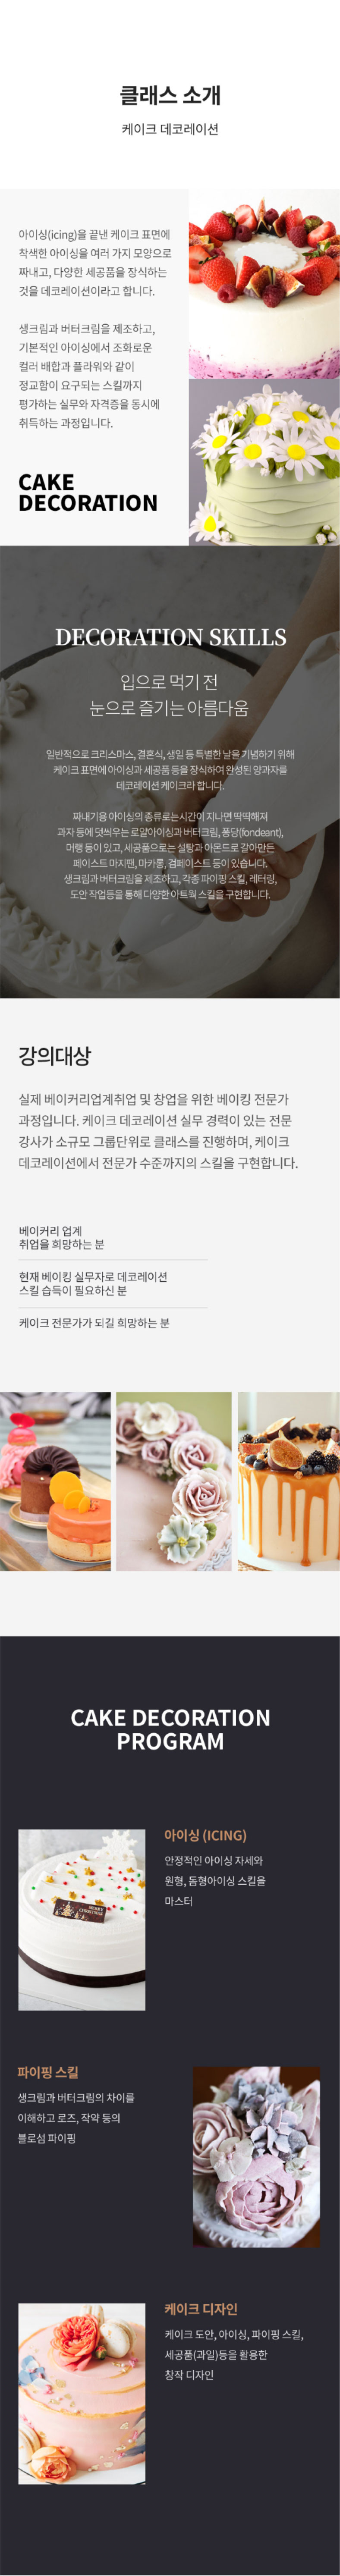 클래스 소개
케이크 데코레이션
아이싱(icing)을 끝낸 케이크 표면에
착색한 아이싱을 여러 가지 모양으로
짜내고, 다양한 세공품을 장식하는
것을 데코레이션이라고 합니다.
생크림과 버터크림을 제조하고,
기본적인 아이싱에서 조화로운
컬러 배합과 플라워와 같이
정교함이 요구되는 스킬까지
평가하는 실무와 자격증을 동시에
취득하는 과정입니다.
CAKE
DECORATION
DECORATION SKILLS
입으로 먹기 전
눈으로 즐기는 아름다움
일반적으로 크리스마스, 결혼식, 생일 등 특별한 날을 기념하기 위해
케이크 표면에 아이싱과 세공품 등을 장식하여 완성된 양과자를
데코레이션 케이크라 합니다.
짜내기용 아이싱의 종류로는 시간이 지나면 딱딱해져
과자 등에 덧씌우는 로얄아이싱과 버터크림, 퐁당(fondeant),
머랭 등이 있고, 세공품으로는 설탕과 아몬드로 갈아만든
페이스트 마지팬, 마카롱, 검페이스트 등이 있습니다.
생크림과 버터크림을 제조하고, 각종 파이핑 스킬, 레터링,
도안 작업등을 통해 다양한 아트웍 스킬을 구현합니다.
강의대상
실제 베이커리업계취업 및 창업을 위한 베이킹 전문가
과정입니다. 케이크 데코레이션 실무 경력이 있는 전문
강사가 소규모 그룹단위로 클래스를 진행하며, 케이크
데코레이션에서 전문가 수준까지의 스킬을 구현합니다.
베이커리 업계
취업을 희망하는 분
현재 베이킹 실무자로 데코레이션
스킬 습득이 필요하신 분
케이크 전문가가 되길 희망하는 분
CAKE DECORATION
PROGRAM
아이싱 (ICING)
안정적인 아이싱 자세와
원형, 돔형아이싱 스킬을
마스터
파이핑 스킬
생크림과 버터크림의 차이를
이해하고 로즈, 작약 등의
블로섬 파이핑
케이크 디자인
케이크 도안, 아이싱, 파이핑 스킬,
세공품(과일)등을 활용한
창작 디자인